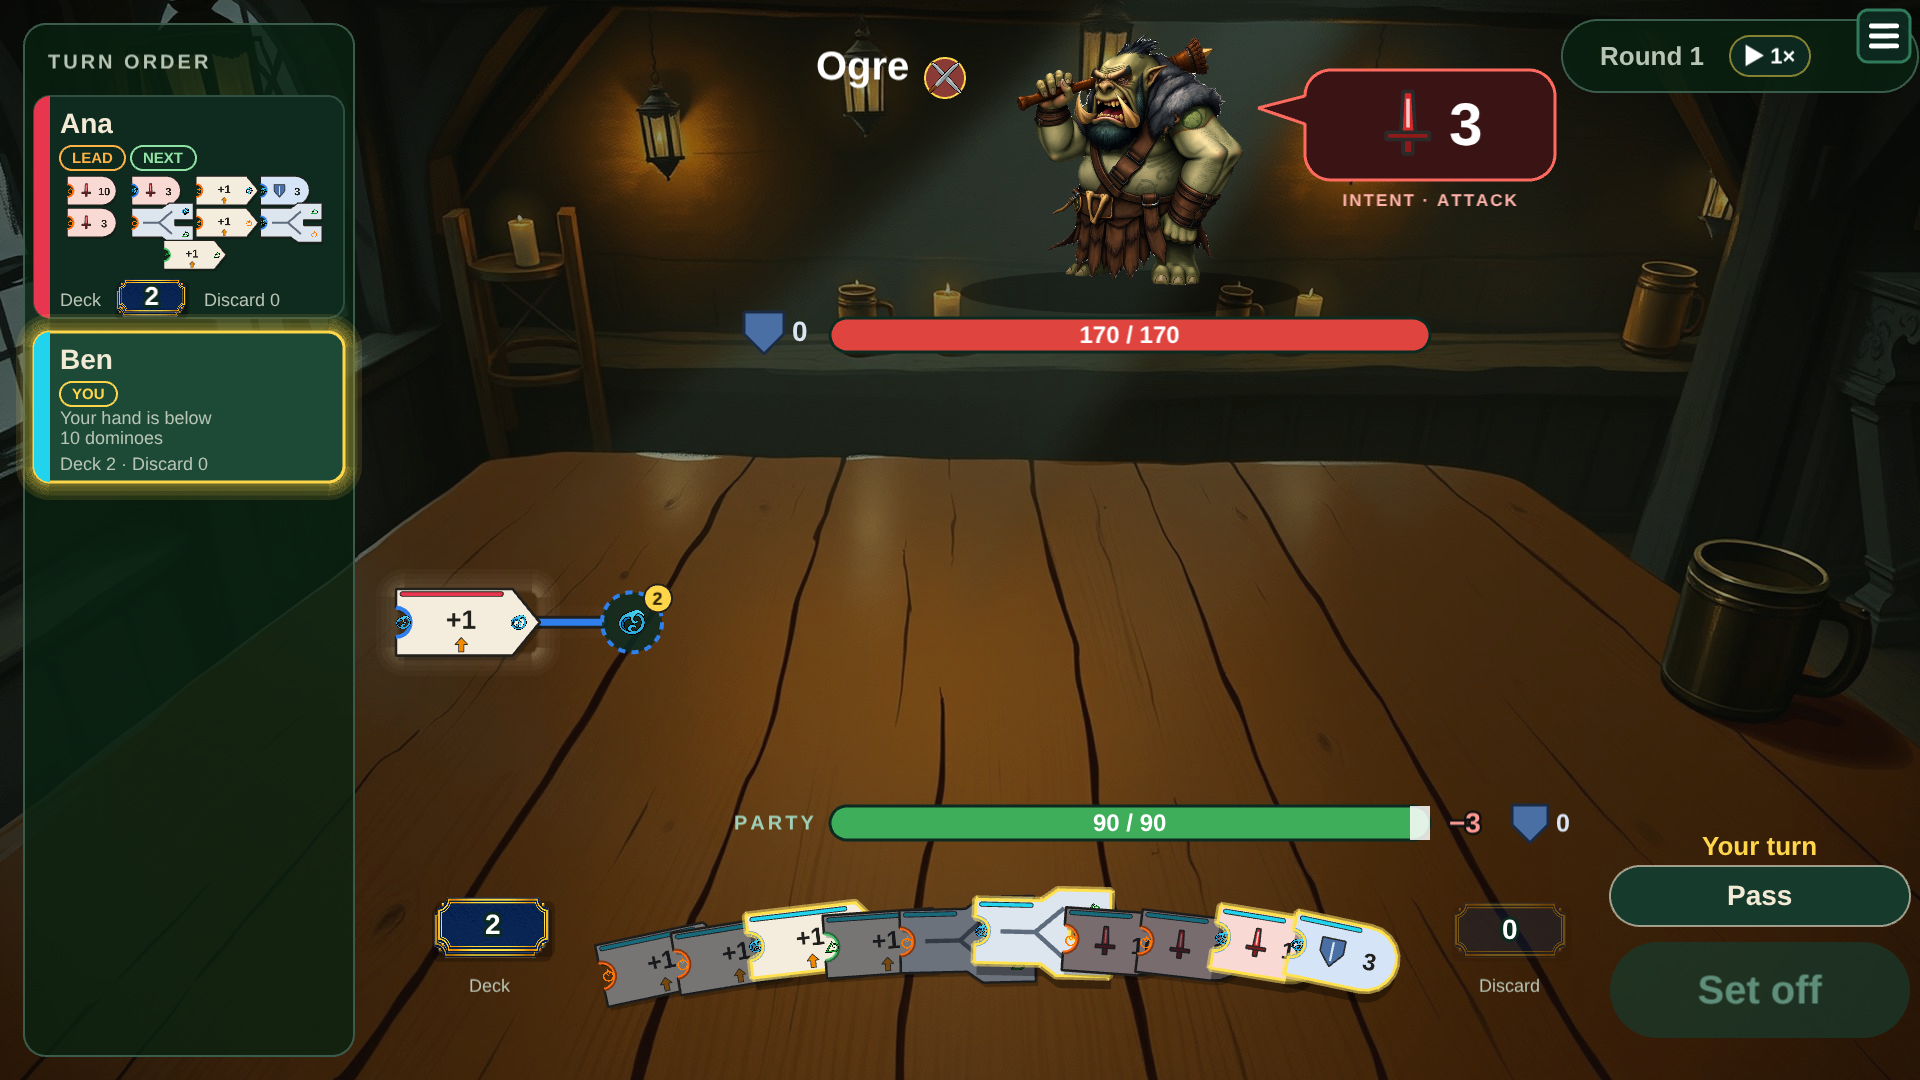 TURN ORDER
Ana
LEAD NEXT
10 3 +1 3
3 +1
+1
Deck 2 Discard 0
Ben
YOU
Your hand is below
10 dominoes
Deck 2 · Discard 0
Ogre
3
INTENT · ATTACK
Round 1 1×
0 170 / 170
+1 2
PARTY 90 / 90 −3 0
Your turn
Pass
Set off
2
Deck
+1 +1 +1 +1 3
0
Discard